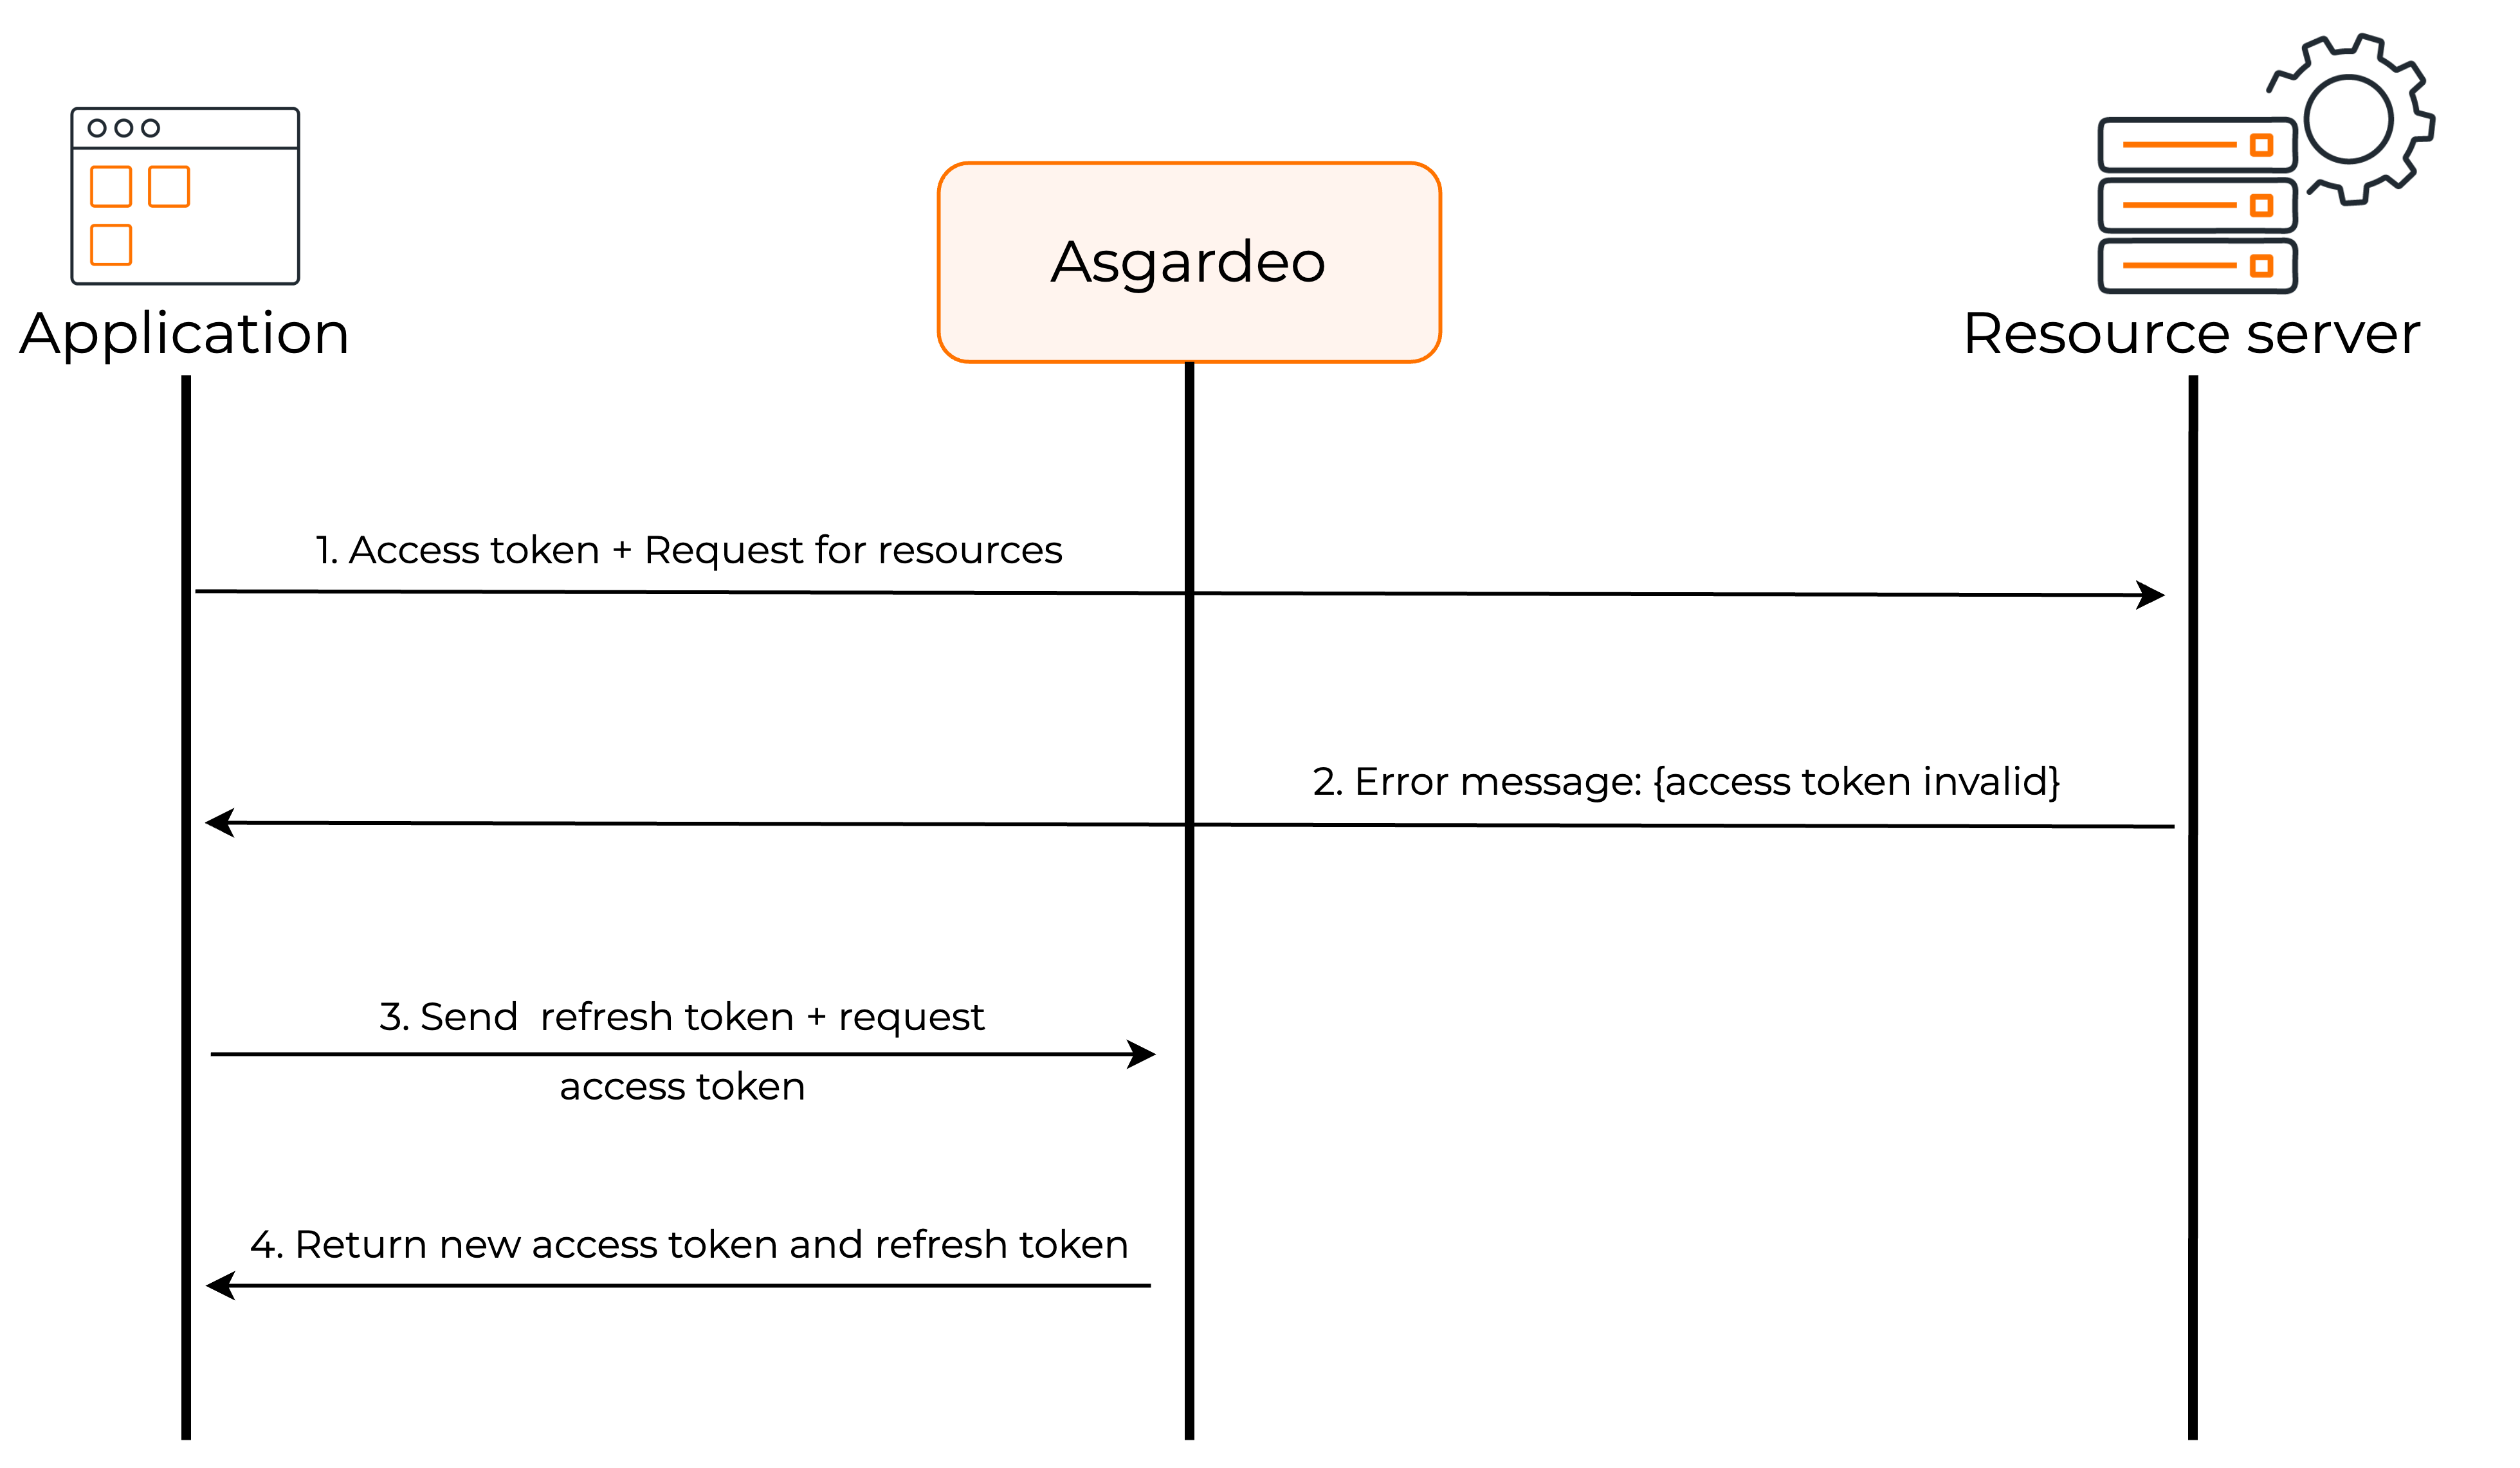 Application
Asgardeo
Resource server
1. Access token + Request for resources
2. Error message: {access token invalid}
3. Send refresh token + request
access token
4. Return new access token and refresh token